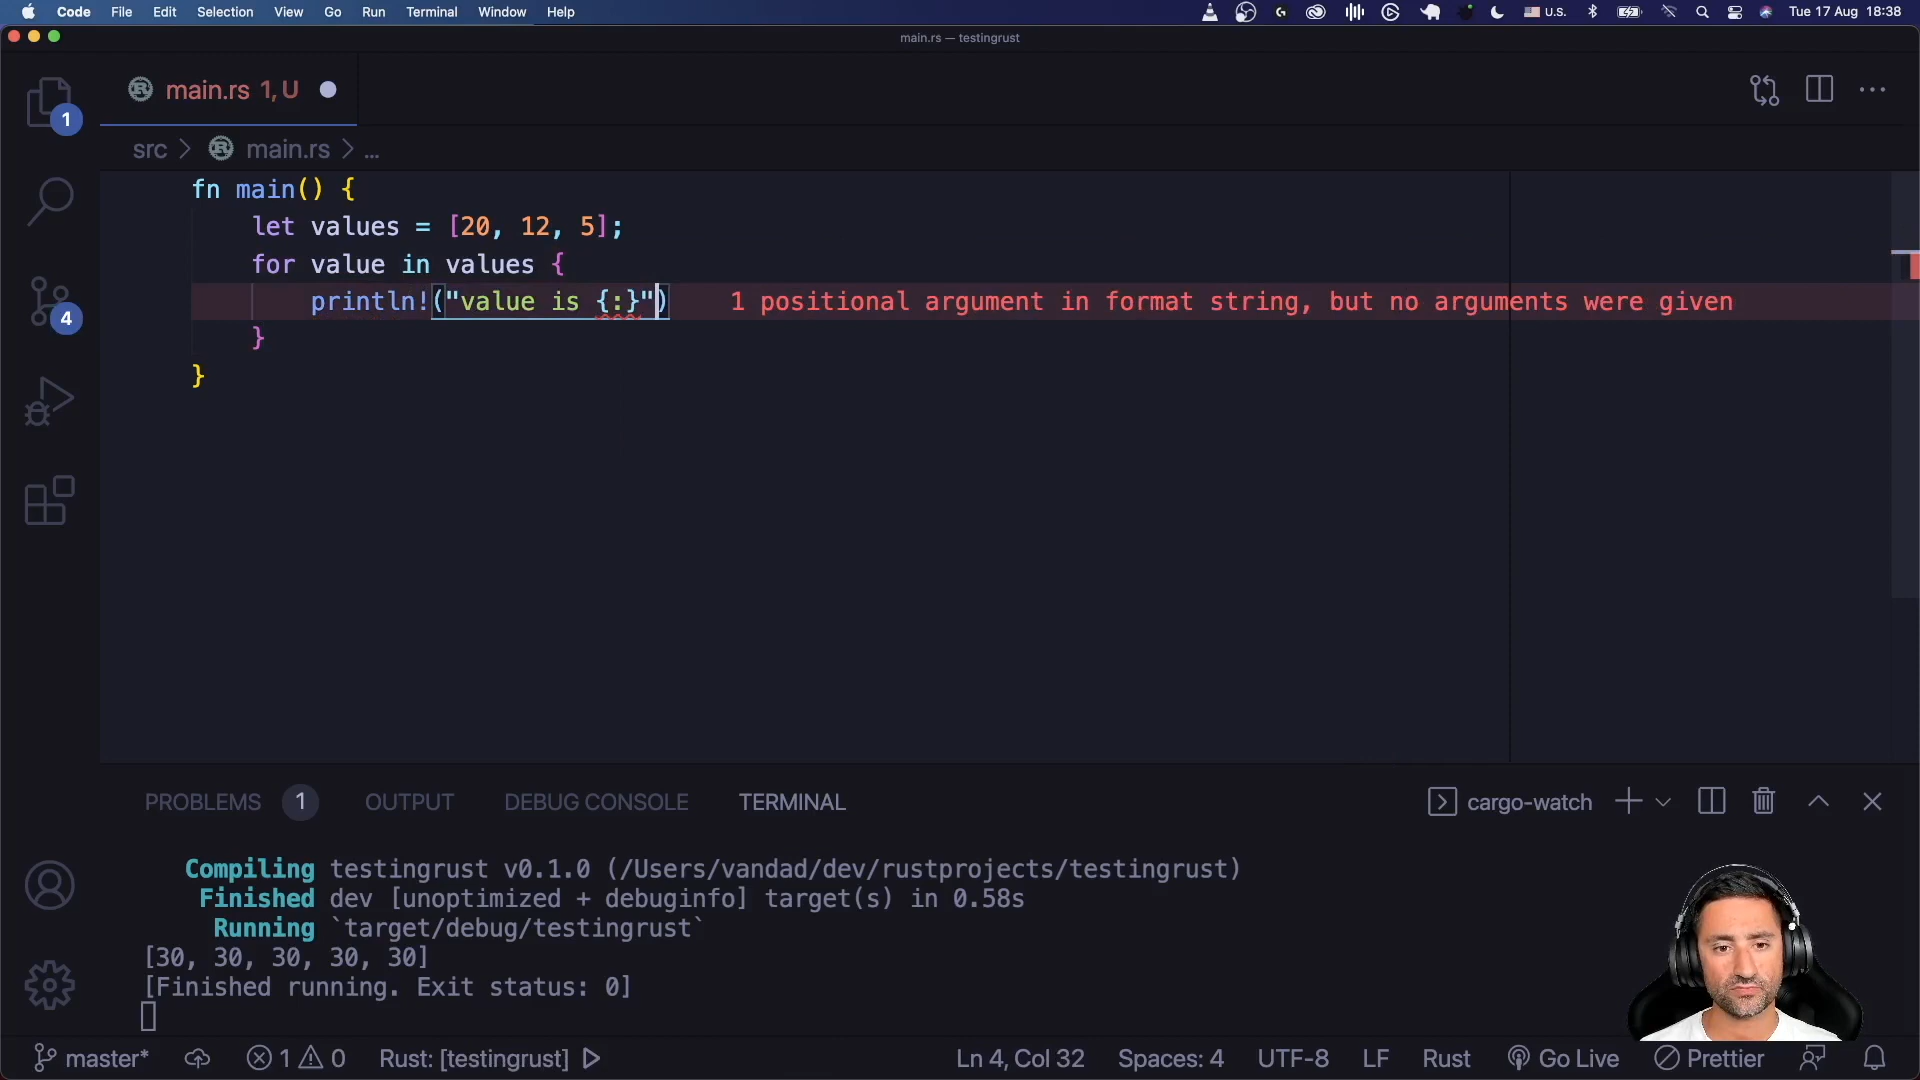 Code File Edit Selection View Go Run Terminal Window Help U.S. Tue 17 Aug 18:38
main.rs — testingrust
main.rs 1, U
1
src > main.rs > ...
fn main() {
let values = [20, 12, 5];
for value in values {
println!("value is {:}") 1 positional argument in format string, but no arguments were given
}
}
4
PROBLEMS 1 OUTPUT DEBUG CONSOLE TERMINAL cargo-watch
Compiling testingrust v0.1.0 (/Users/vandad/dev/rustprojects/testingrust)
Finished dev [unoptimized + debuginfo] target(s) in 0.58s
Running `target/debug/testingrust`
[30, 30, 30, 30, 30]
[Finished running. Exit status: 0]
master* 1 0 Rust: [testingrust] Ln 4, Col 32 Spaces: 4 UTF-8 LF Rust Go Live Prettier